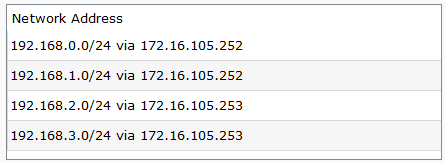 Network Address
192.168.0.0/24 via 172.16.105.252
192.168.1.0/24 via 172.16.105.252
192.168.2.0/24 via 172.16.105.253
192.168.3.0/24 via 172.16.105.253